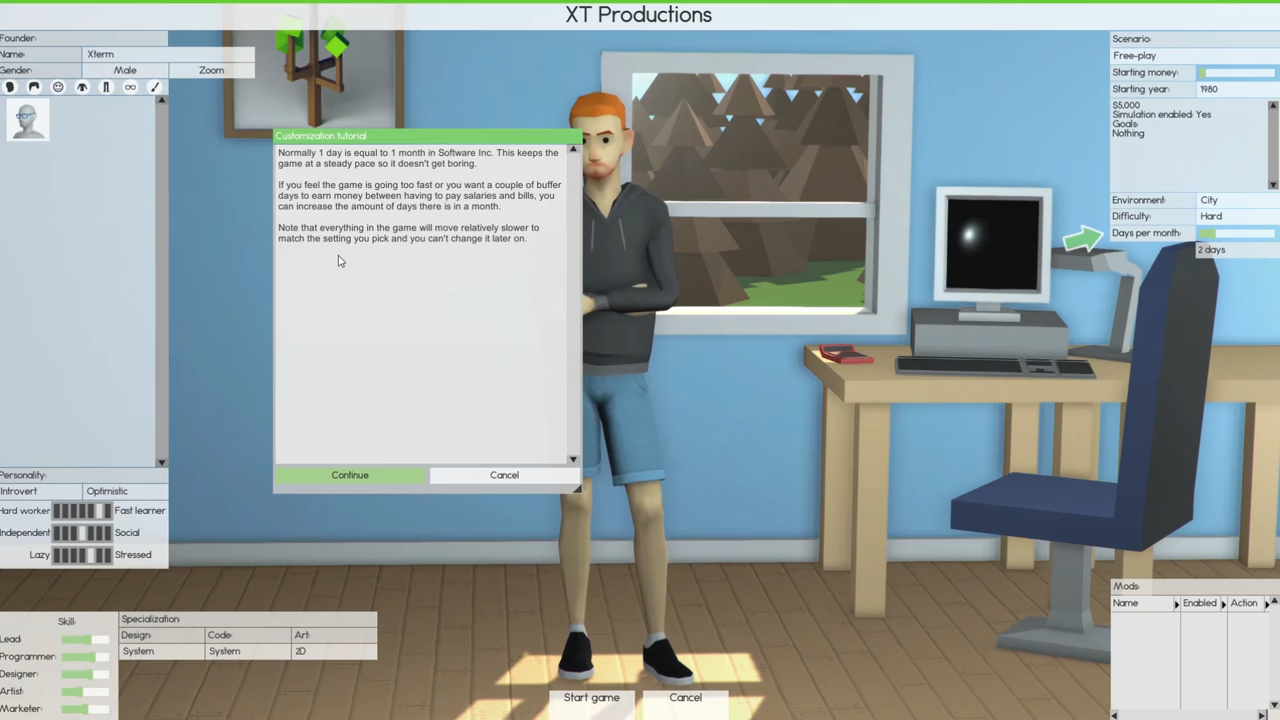 XT Productions
Founder:
Name: Xterm
Gender: Male Zoom
Customization tutorial
Normally 1 day is equal to 1 month in Software Inc. This keeps the
game at a steady pace so it doesn't get boring.
If you feel the game is going too fast or you want a couple of buffer
days to earn money between having to pay salaries and bills, you
can increase the amount of days there is in a month.
Note that everything in the game will move relatively slower to
match the setting you pick and you can't change it later on.
Continue Cancel
Scenario:
Free-play
Starting money:
Starting year: 1980
$5,000
Simulation enabled: Yes
Goals:
Nothing
Environment: City
Difficulty: Hard
Days per month:
2 days
Personality:
Introvert Optimistic
Hard worker Fast learner
Independent Social
Lazy Stressed
Skill:
Lead:
Programmer:
Designer:
Artist:
Marketer:
Specialization:
Design: Code: Art:
System System 2D
Start game Cancel
Mods:
Name Enabled Action